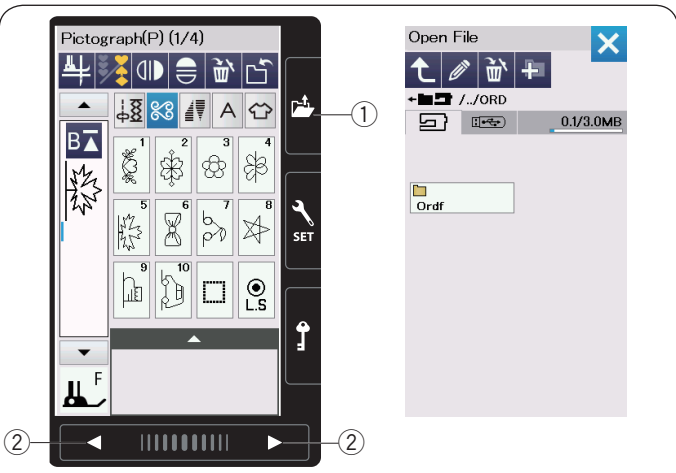 Pictograph(P) (1/4)
B
1 2 3 4
5 6 7 8
9 10
L.S
F
A
SET
1
2
2
Open File
/../ORD
0.1/3.0MB
Ordf